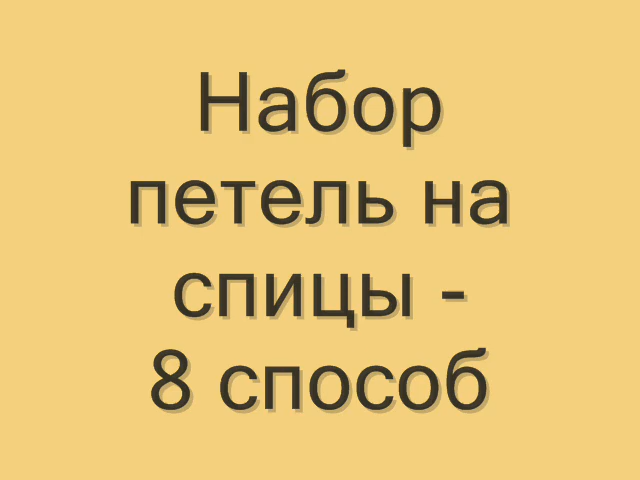 Набор
петель на
спицы -
8 способ